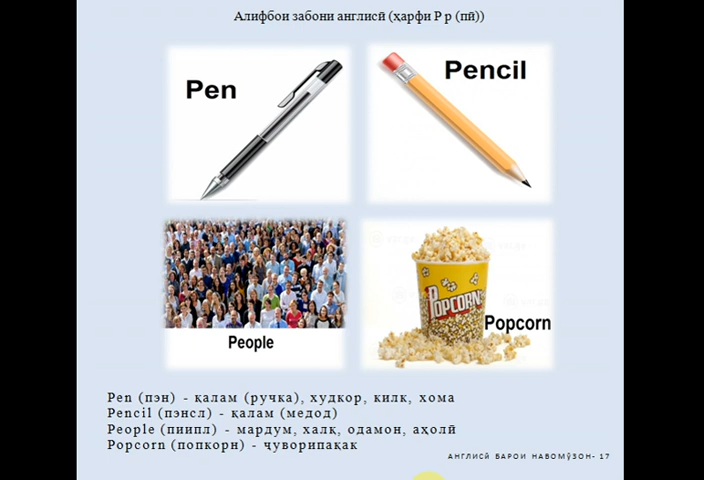 Алифбои забони англисӣ (ҳарфи P p (пӣ))
Pen
Pencil
People
POPCORN
Popcorn
Pen (пэн) - қалам (ручка), худкор, килк, хома
Pencil (пэнсл) - қалам (медод)
People (пиипл) - мардум, халқ, одамон, аҳолӣ
Popcorn (попкорн) - ҷуворипақак
АНГЛИСӢ БАРОИ НАВОМӮЗОН- 17